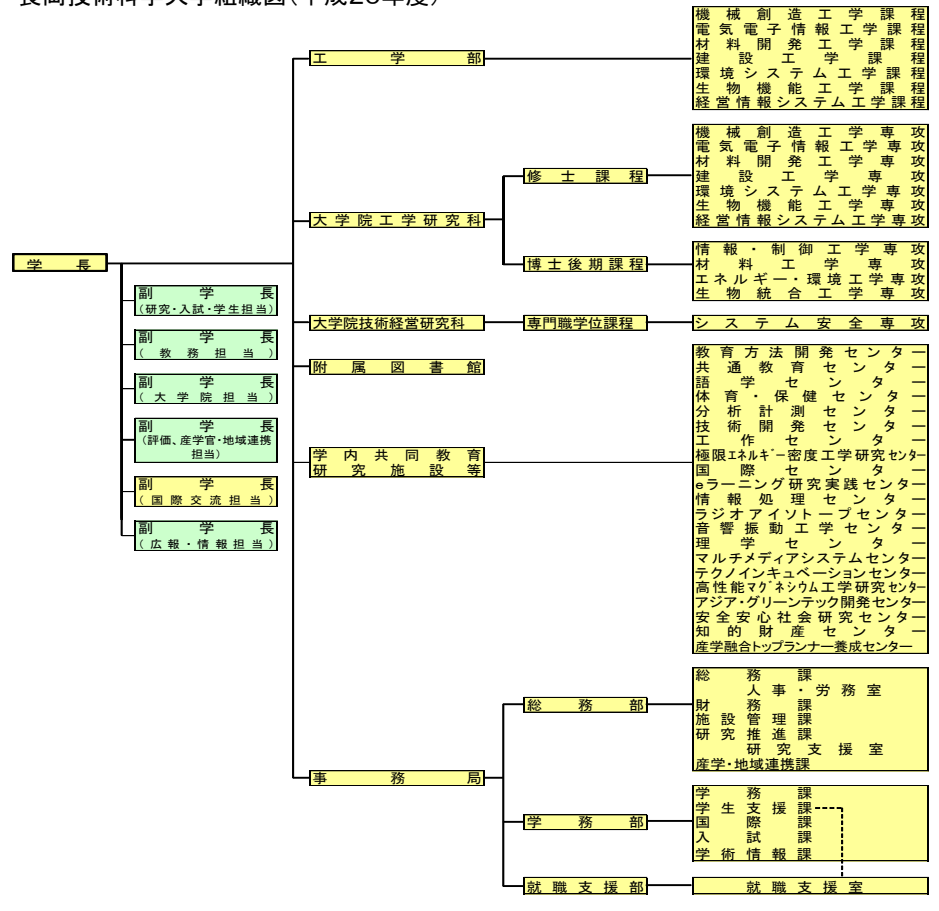 学長
副学長
(研究・入試・学生担当)
副学長
(教務担当)
副学長
(大学院担当)
副学長
(評価、産学官・地域連携
担当)
副学長
(国際交流担当)
副学長
(広報・情報担当)
工学部
機械創造工学課程
電気電子情報工学課程
材料開発工学課程
建設工学課程
環境システム工学課程
生物機能工学課程
経営情報システム工学課程
大学院工学研究科
修士課程
機械創造工学専攻
電気電子情報工学専攻
材料開発工学専攻
建設工学専攻
環境システム工学専攻
生物機能工学専攻
経営情報システム工学専攻
博士後期課程
情報・制御工学専攻
材料工学専攻
エネルギー・環境工学専攻
生物統合工学専攻
大学院技術経営研究科
専門職学位課程
システム安全専攻
附属図書館
学内共同教育
研究施設等
教育方法開発センター
共通教育センター
語学センター
体育・保健センター
分析計測センター
技術開発センター
工作センター
極限エネルギー密度工学研究センター
国際センター
eラーニング研究実践センター
情報処理センター
ラジオアイソトープセンター
音響振動工学センター
理学センター
マルチメディアシステムセンター
テクノインキュベーションセンター
高性能マグネシウム工学研究センター
アジア・グリーンテック開発センター
安全安心社会研究センター
知的財産センター
産学融合トップランナー養成センター
事務局
総務部
総務課
人事・労務室
財務課
施設管理課
研究推進課
研究支援室
産学・地域連携課
学務部
学務課
学生支援課
国際課
入試課
学術情報課
就職支援部
就職支援室